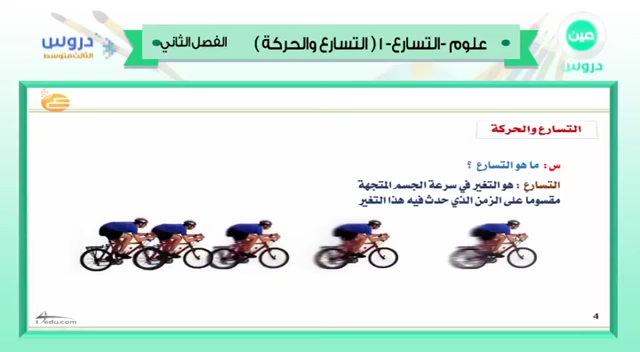 علوم -التسارع-١ ( التسارع والحركة ) الفصل الثاني
عين
دروس
دروس
الثالث متوسط
التسارع والحركة
س: ما هو التسارع ؟
التسارع : هو التغير في سرعة الجسم المتجهة
مقسوما على الزمن الذي حدث فيه هذا التغير
4